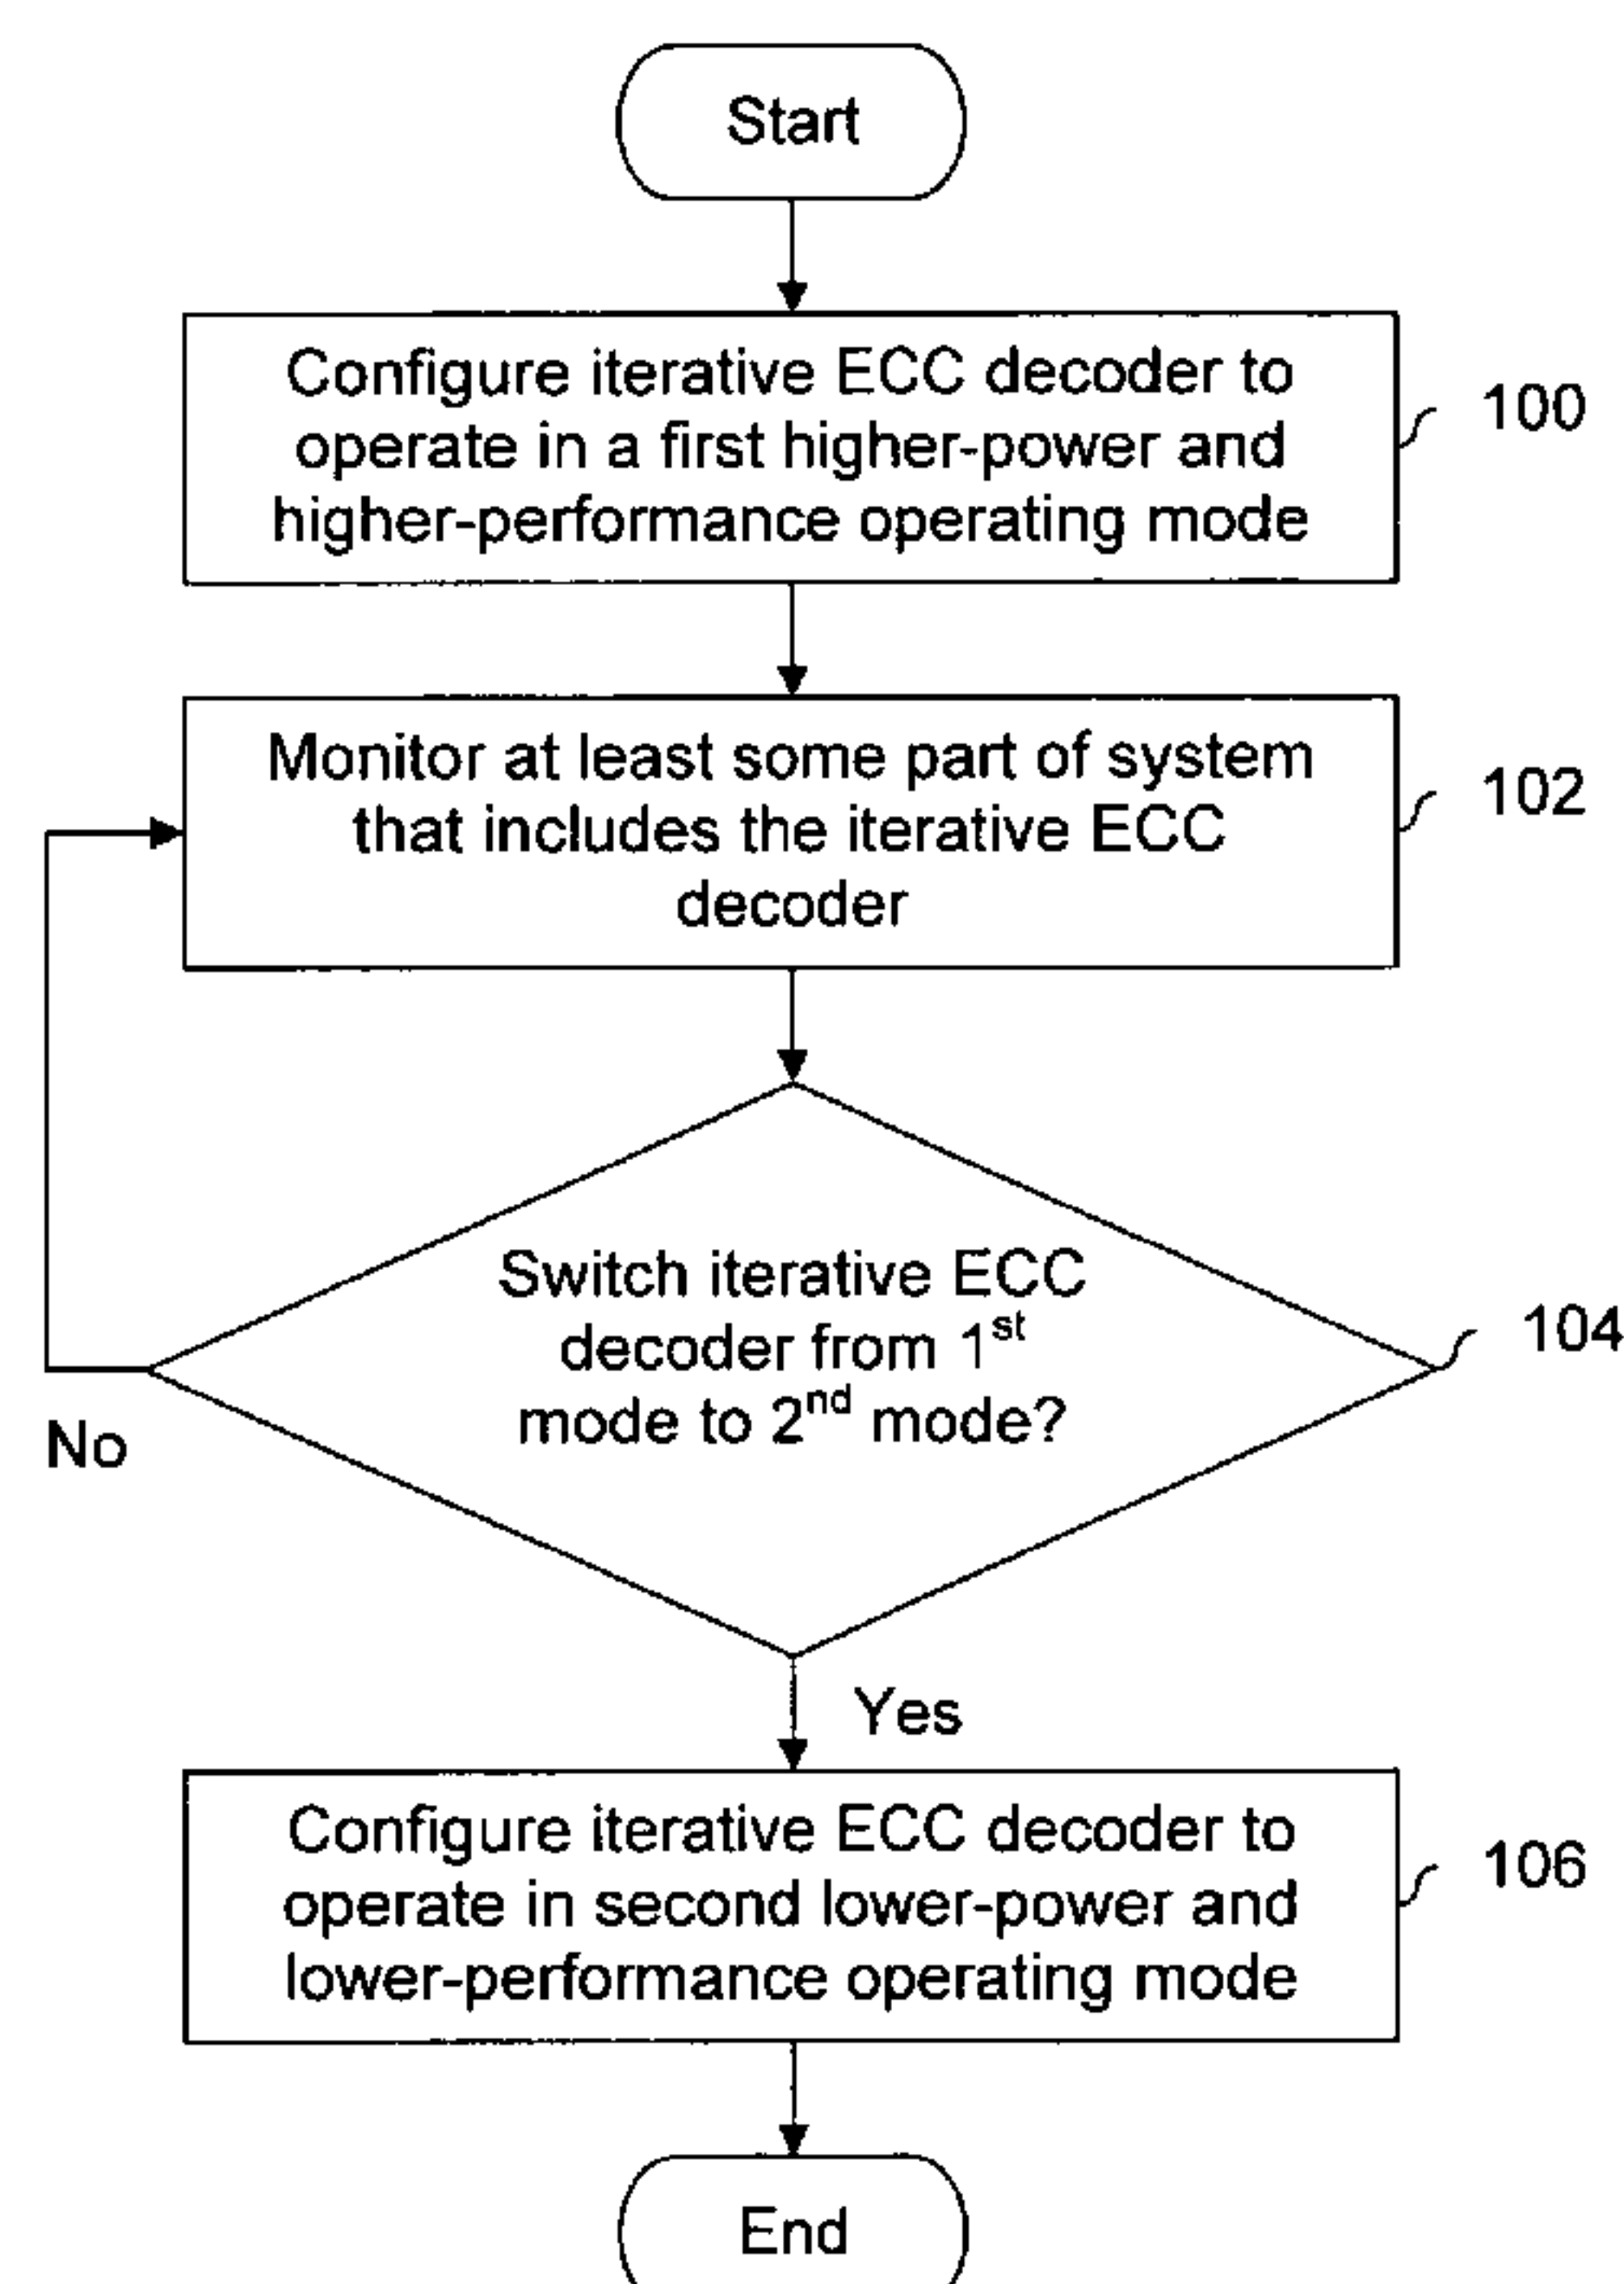 Start
Configure iterative ECC decoder to
operate in a first higher-power and
higher-performance operating mode
100
Monitor at least some part of system
that includes the iterative ECC
decoder
102
Switch iterative ECC
decoder from 1st
mode to 2nd mode?
104
No
Yes
Configure iterative ECC decoder to
operate in second lower-power and
lower-performance operating mode
106
End